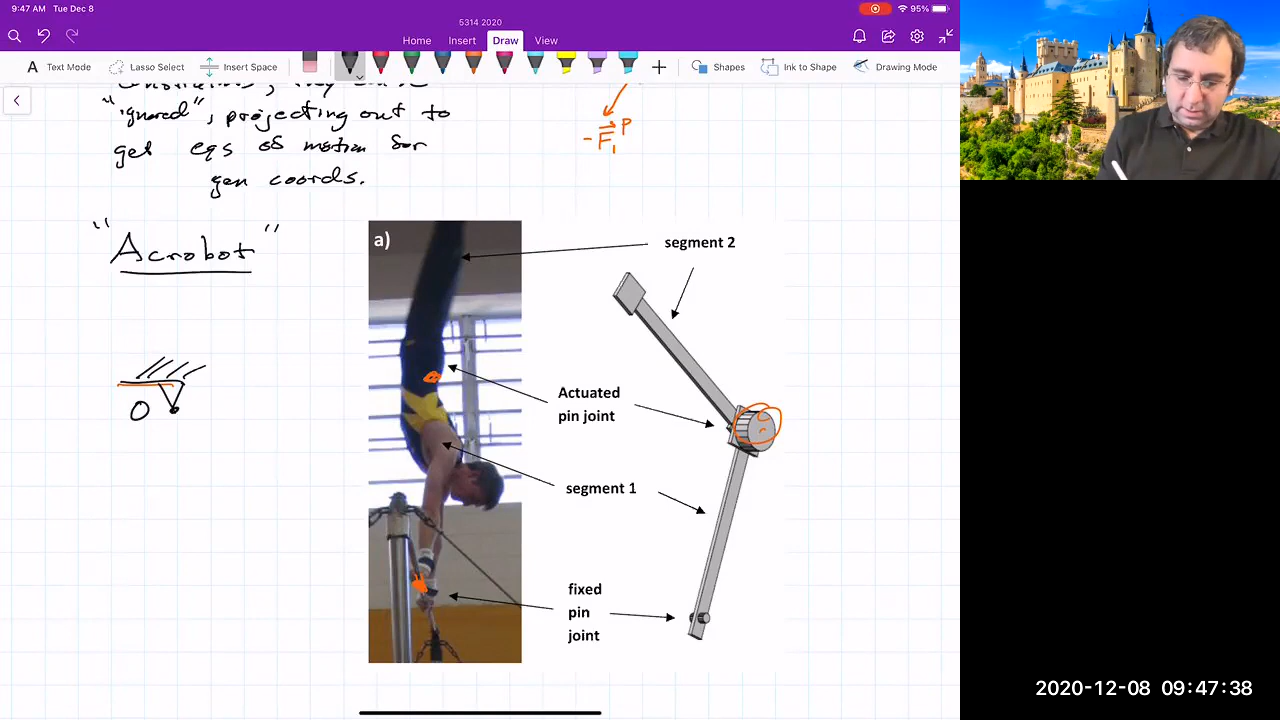 9:47 AM Tue Dec 8
95%
5314 2020
Home Insert Draw View
Text Mode Lasso Select Insert Space Shapes Ink to Shape Drawing Mode
"ignored", projecting out to
get eqs of motion for
gen coords.
-F₁ᴾ
"Acrobot"
a)
segment 2
Actuated
pin joint
segment 1
fixed
pin
joint
O
2020-12-08 09:47:38